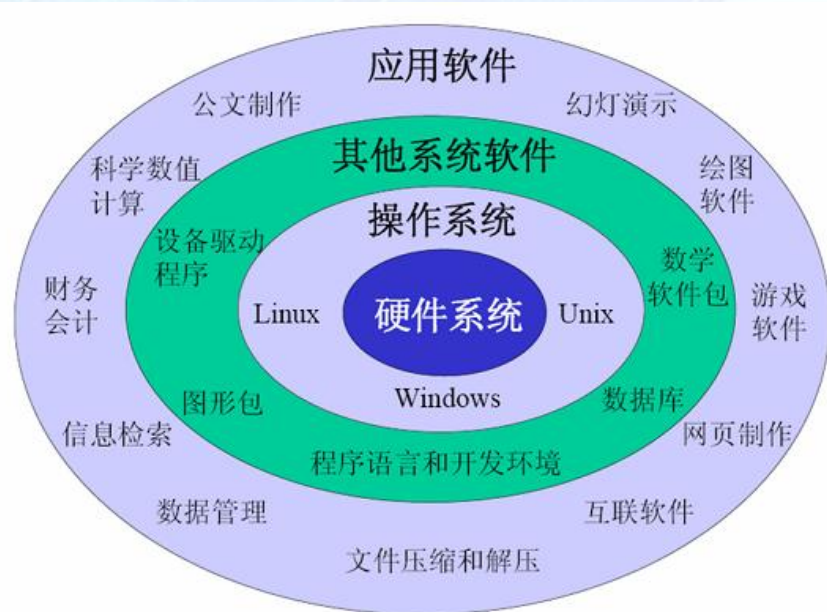 应用软件
公文制作
幻灯演示
其他系统软件
科学数值
计算
绘图
软件
操作系统
设备驱动
程序
数学
软件包
财务
会计
Linux
硬件系统
Unix
游戏
软件
Windows
图形包
数据库
信息检索
网页制作
程序语言和开发环境
数据管理
互联软件
文件压缩和解压